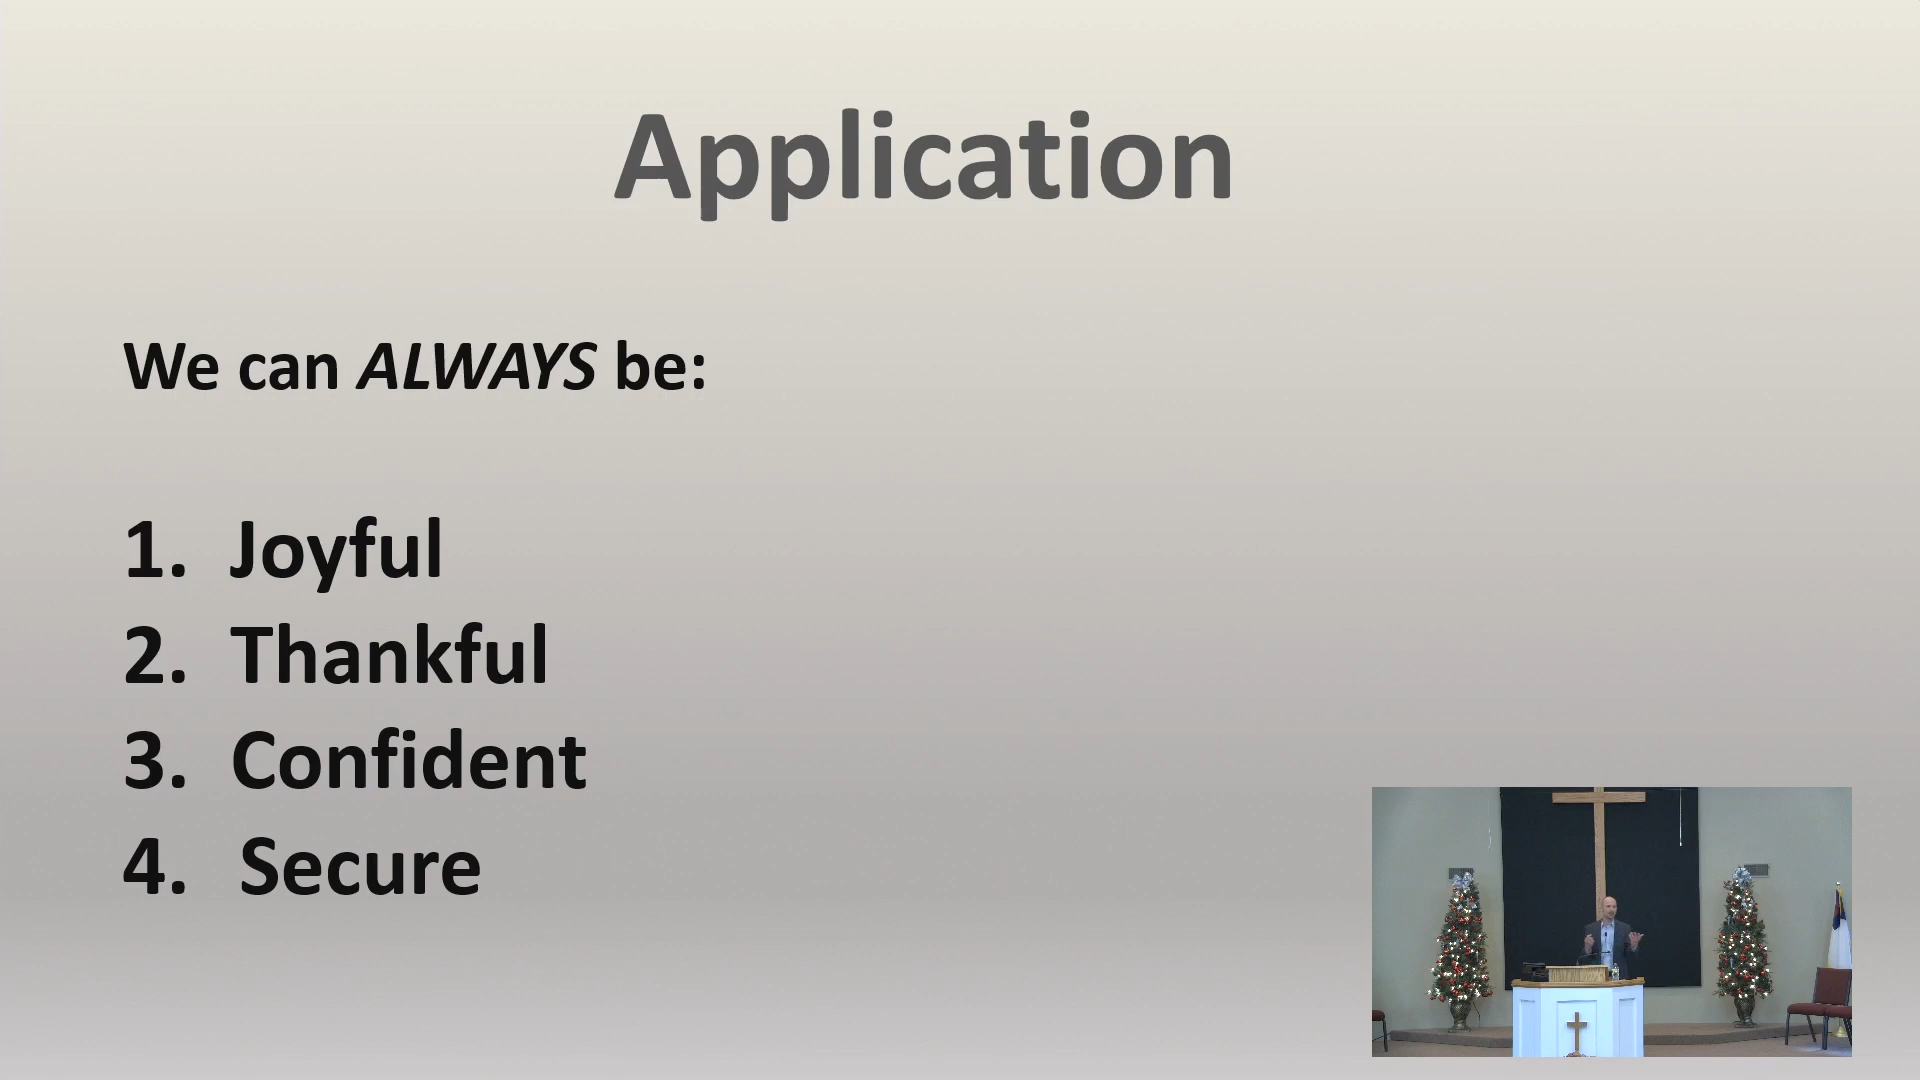 Application
We can ALWAYS be:
1. Joyful
2. Thankful
3. Confident
4. Secure